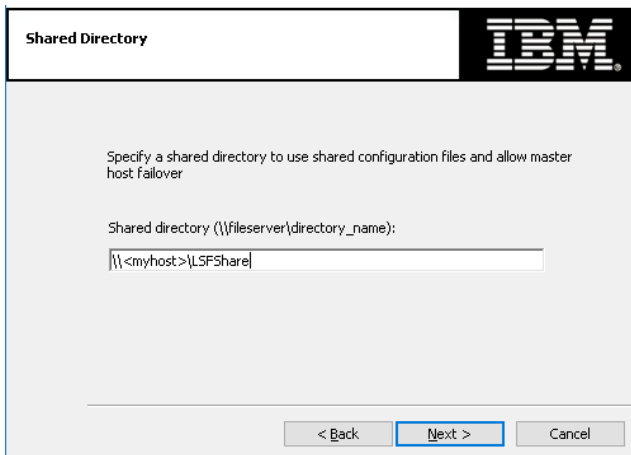 Shared Directory
IBM
Specify a shared directory to use shared configuration files and allow master
host failover
Shared directory (\\fileserver\directory_name):
\\<myhost>\LSFShare
< Back
Next >
Cancel